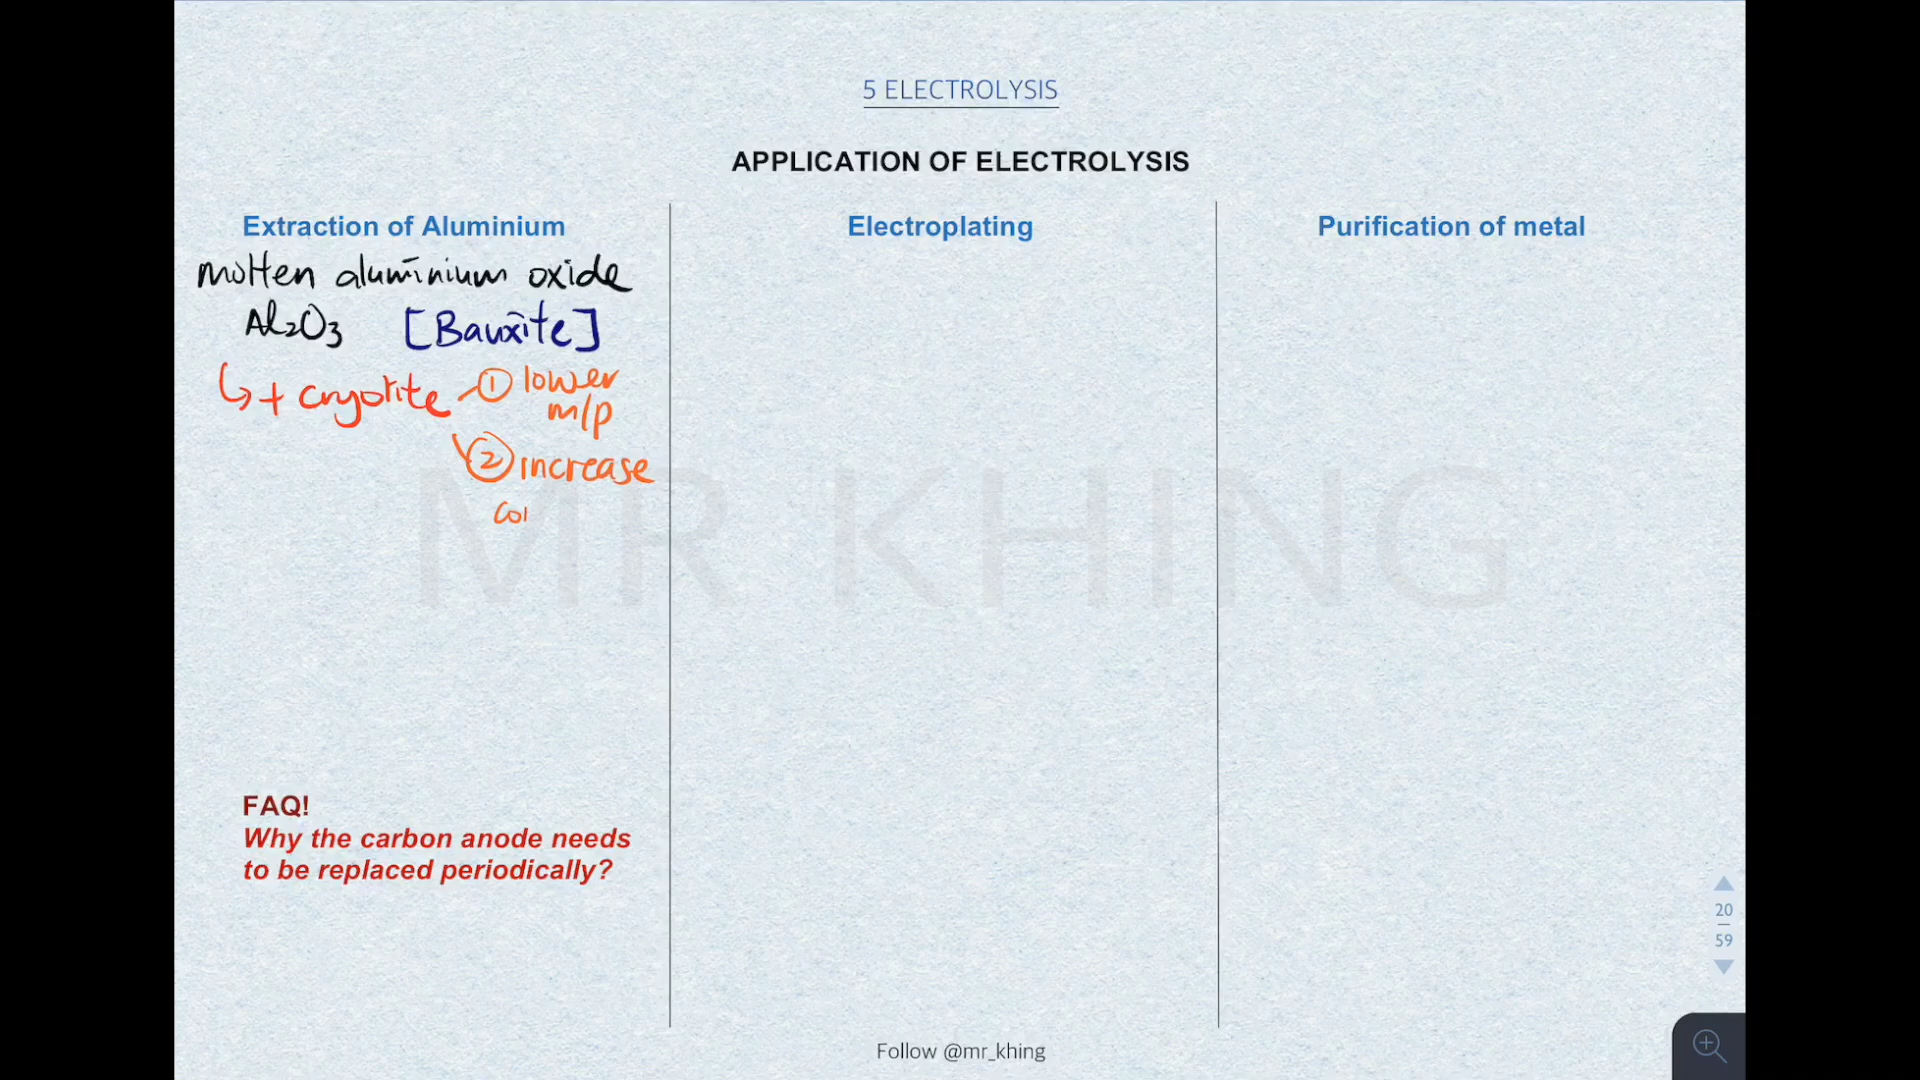 5 ELECTROLYSIS
APPLICATION OF ELECTROLYSIS
Extraction of Aluminium
molten aluminium oxide
Al₂O₃ [Bauxite]
↳ + cryolite ① lower
m/p
② increase
con
Electroplating
Purification of metal
MR KHING
FAQ!
Why the carbon anode needs
to be replaced periodically?
20
59
Follow @mr_khing